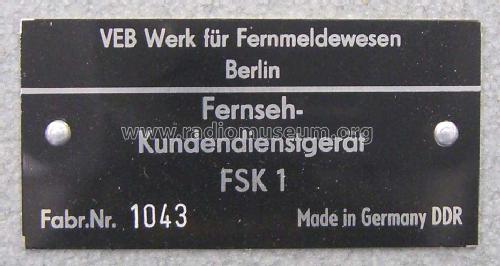 VEB Werk für Fernmeldewesen
Berlin
Fernseh-
www.radiomuseum.org
Kundendienstgerät
FSK 1
Fabr.Nr. 1043 Made in Germany DDR